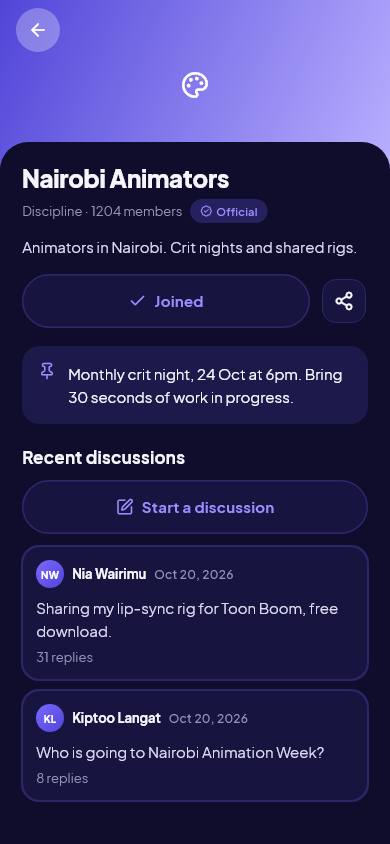 Nairobi Animators
Discipline · 1204 members Official
Animators in Nairobi. Crit nights and shared rigs.
Joined
Monthly crit night, 24 Oct at 6pm. Bring
30 seconds of work in progress.
Recent discussions
Start a discussion
NW Nia Wairimu Oct 20, 2026
Sharing my lip-sync rig for Toon Boom, free
download.
31 replies
KL Kiptoo Langat Oct 20, 2026
Who is going to Nairobi Animation Week?
8 replies